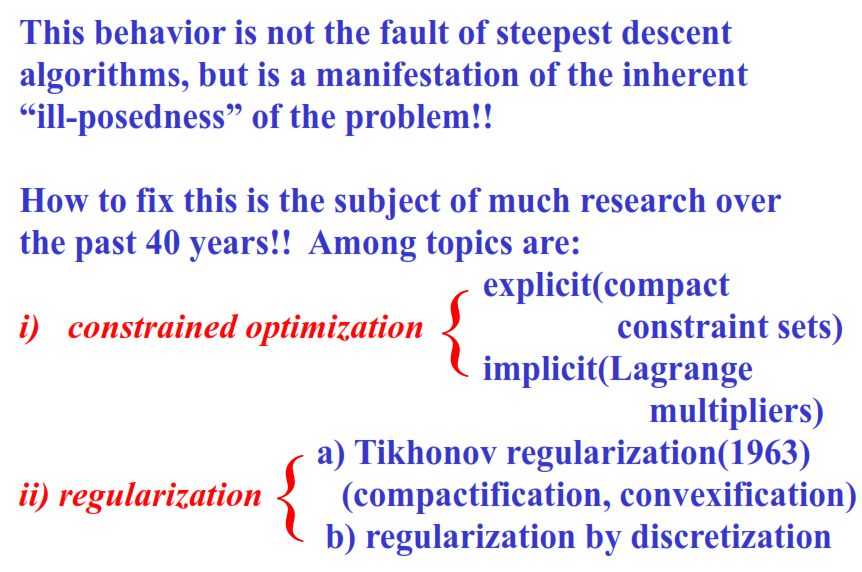 This behavior is not the fault of steepest descent
algorithms, but is a manifestation of the inherent
“ill-posedness” of the problem!!
How to fix this is the subject of much research over
the past 40 years!!  Among topics are:
explicit(compact
constraint sets)
i)  constrained optimization {
implicit(Lagrange
multipliers)
a) Tikhonov regularization(1963)
ii) regularization {
(compactification, convexification)
b) regularization by discretization